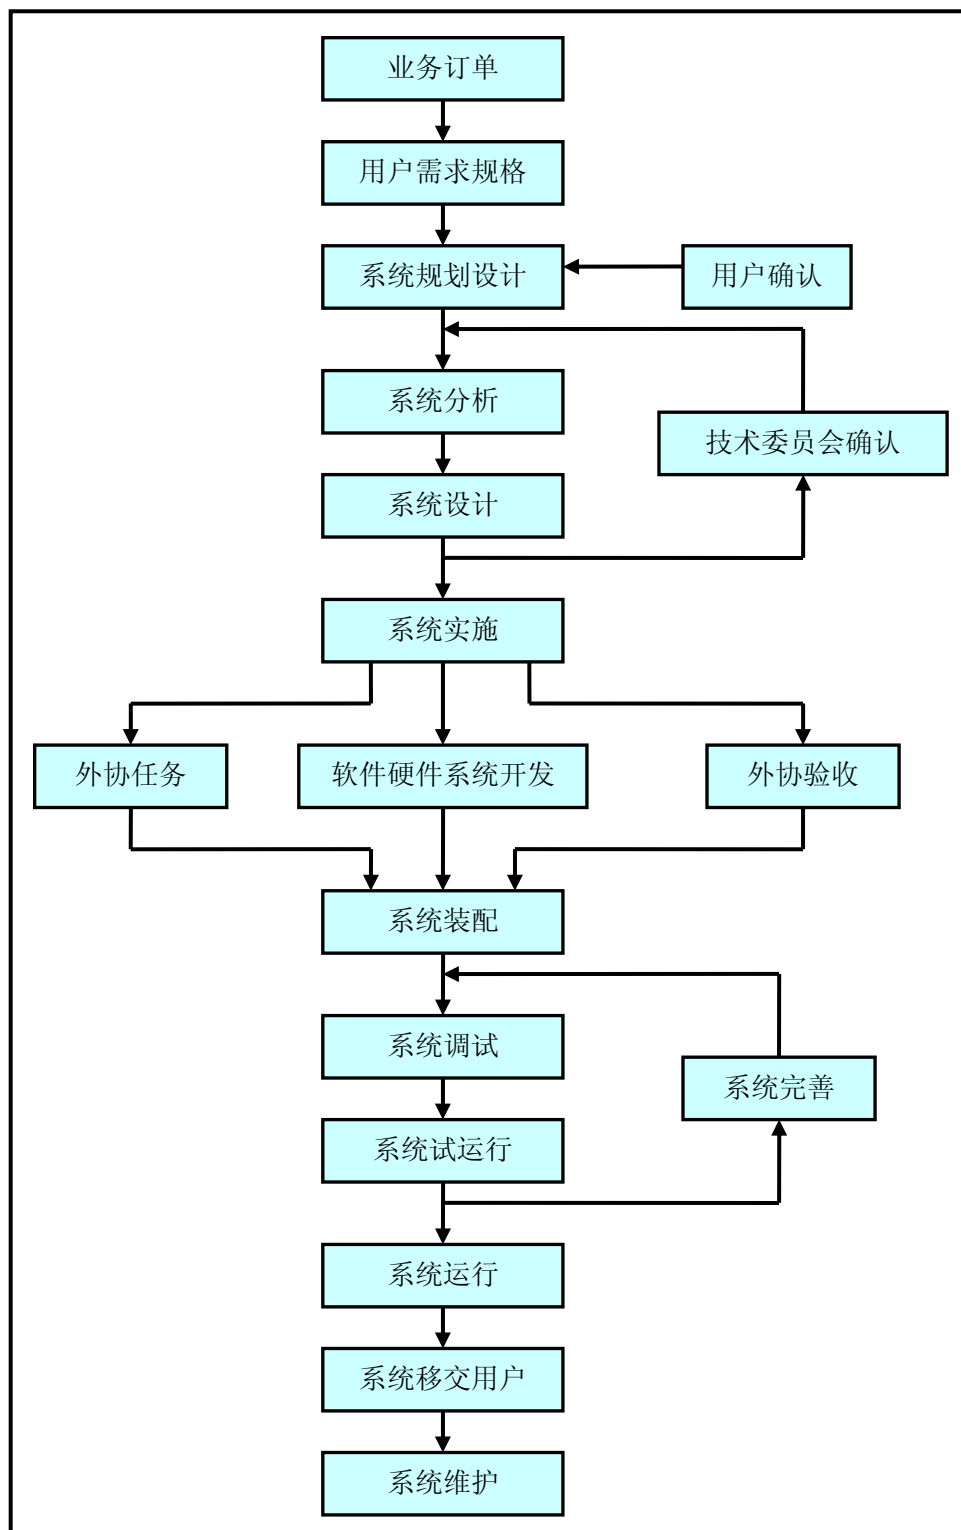 业务订单
用户需求规格
系统规划设计
用户确认
系统分析
技术委员会确认
系统设计
系统实施
外协任务
软件硬件系统开发
外协验收
系统装配
系统调试
系统完善
系统试运行
系统运行
系统移交用户
系统维护